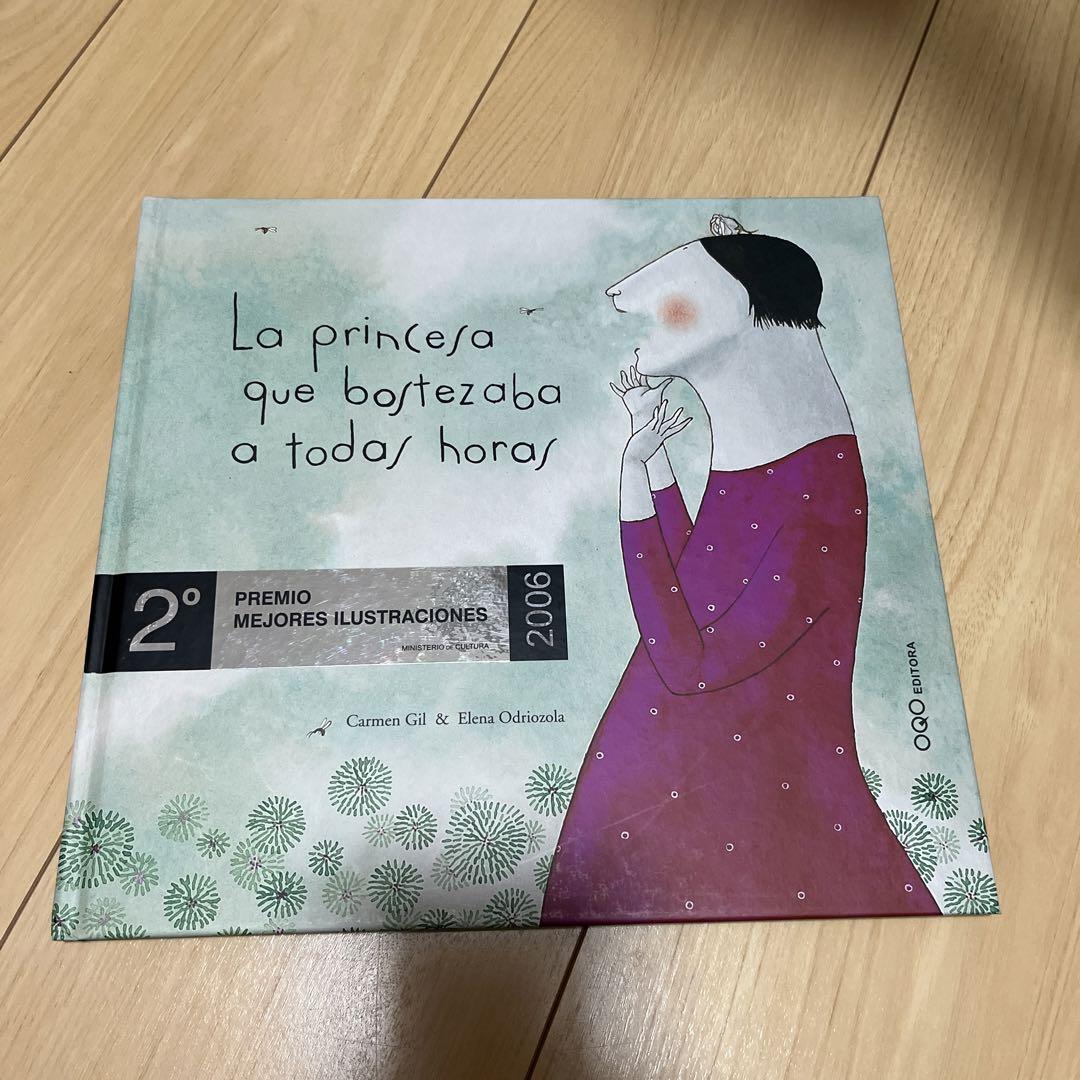 La princesa
que bostezaba
a todas horas
2º
PREMIO
MEJORES ILUSTRACIONES
MINISTERIO DE CULTURA
2006
Carmen Gil & Elena Odriozola
OQO EDITORA